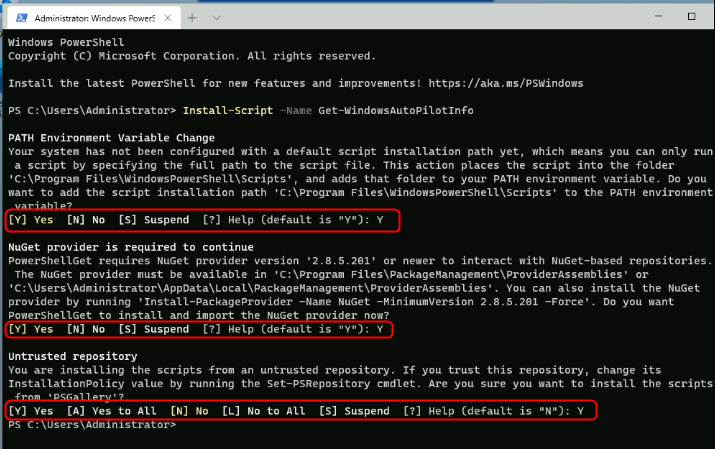 Administrator: Windows PowerS
Windows PowerShell
Copyright (C) Microsoft Corporation. All rights reserved.
Install the latest PowerShell for new features and improvements! https://aka.ms/PSWindows
PS C:\Users\Administrator> Install-Script -Name Get-WindowsAutoPilotInfo
PATH Environment Variable Change
Your system has not been configured with a default script installation path yet, which means you can only run
a script by specifying the full path to the script file. This action places the script into the folder
'C:\Program Files\WindowsPowerShell\Scripts', and adds that folder to your PATH environment variable. Do you
want to add the script installation path 'C:\Program Files\WindowsPowerShell\Scripts' to the PATH environment
variable?
[Y] Yes  [N] No  [S] Suspend  [?] Help (default is "Y"): Y
NuGet provider is required to continue
PowerShellGet requires NuGet provider version '2.8.5.201' or newer to interact with NuGet-based repositories.
The NuGet provider must be available in 'C:\Program Files\PackageManagement\ProviderAssemblies' or
'C:\Users\Administrator\AppData\Local\PackageManagement\ProviderAssemblies'. You can also install the NuGet
provider by running 'Install-PackageProvider -Name NuGet -MinimumVersion 2.8.5.201 -Force'. Do you want
PowerShellGet to install and import the NuGet provider now?
[Y] Yes  [N] No  [S] Suspend  [?] Help (default is "Y"): Y
Untrusted repository
You are installing the scripts from an untrusted repository. If you trust this repository, change its
InstallationPolicy value by running the Set-PSRepository cmdlet. Are you sure you want to install the scripts
from 'PSGallery'?
[Y] Yes  [A] Yes to All  [N] No  [L] No to All  [S] Suspend  [?] Help (default is "N"): Y
PS C:\Users\Administrator>